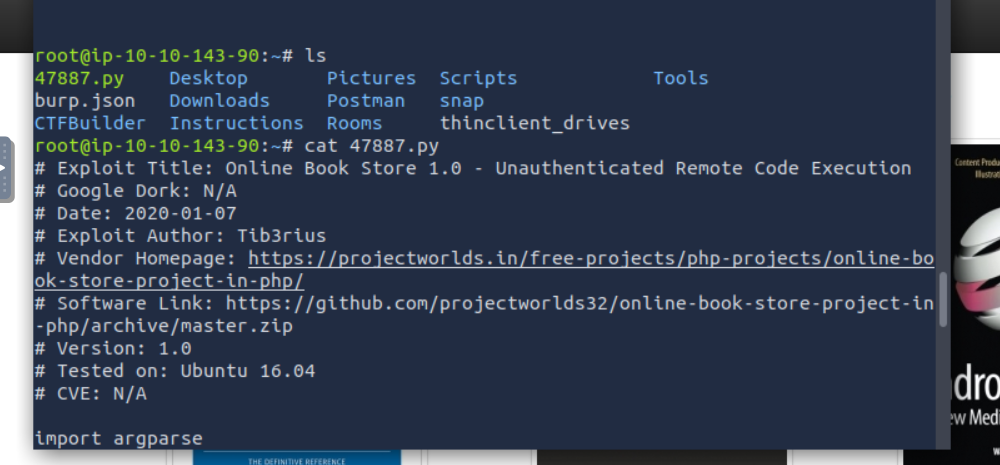 root@ip-10-10-143-90:~# ls
47887.py Desktop Pictures Scripts Tools
burp.json Downloads Postman snap
CTFBuilder Instructions Rooms thinclient_drives
root@ip-10-10-143-90:~# cat 47887.py
# Exploit Title: Online Book Store 1.0 - Unauthenticated Remote Code Execution
# Google Dork: N/A
# Date: 2020-01-07
# Exploit Author: Tib3rius
# Vendor Homepage: https://projectworlds.in/free-projects/php-projects/online-bo
ok-store-project-in-php/
# Software Link: https://github.com/projectworlds32/online-book-store-project-in
-php/archive/master.zip
# Version: 1.0
# Tested on: Ubuntu 16.04
# CVE: N/A
import argparse
THE DEFINITIVE REFERENCE
Content Produ
Illustrat
dro
ew Medi